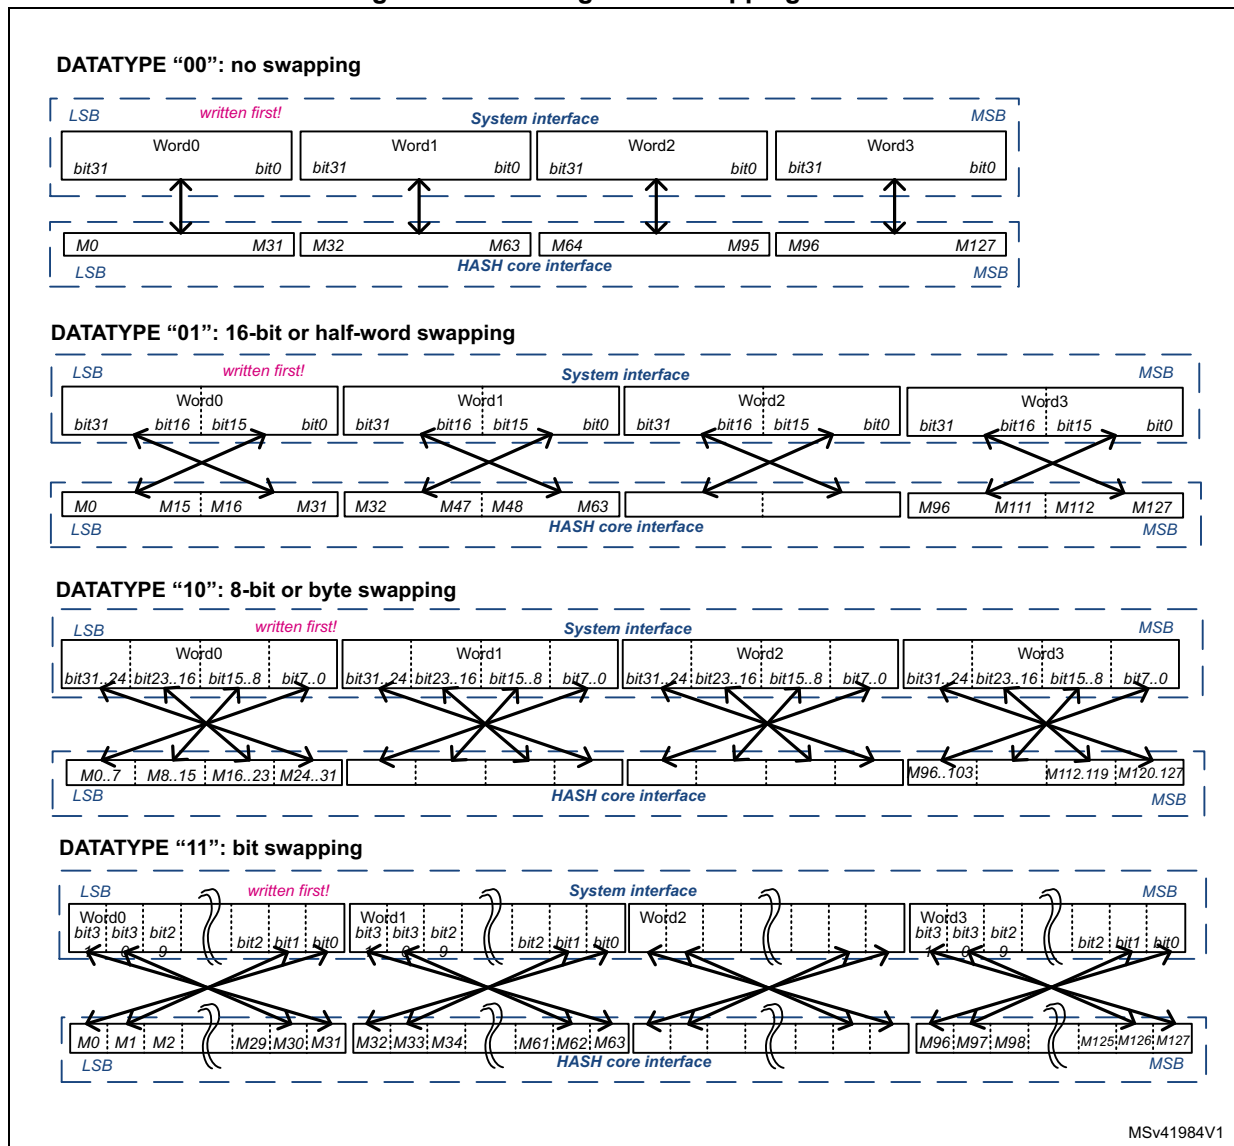 DATATYPE “00”: no swapping
LSB written first! System interface MSB
Word0 Word1 Word2 Word3
bit31 bit0 bit31 bit0 bit31 bit0 bit31 bit0
M0 M31 M32 M63 M64 M95 M96 M127
LSB HASH core interface MSB
DATATYPE “01”: 16-bit or half-word swapping
LSB written first! System interface MSB
Word0 Word1 Word2 Word3
bit31 bit16 bit15 bit0 bit31 bit16 bit15 bit0 bit31 bit16 bit15 bit0 bit31 bit16 bit15 bit0
M0 M15 M16 M31 M32 M47 M48 M63 M96 M111 M112 M127
LSB HASH core interface MSB
DATATYPE “10”: 8-bit or byte swapping
LSB written first! System interface MSB
Word0 Word1 Word2 Word3
bit31..24 bit23..16 bit15..8 bit7..0 bit31..24 bit23..16 bit15..8 bit7..0 bit31..24 bit23..16 bit15..8 bit7..0 bit31..24 bit23..16 bit15..8 bit7..0
M0..7 M8..15 M16..23 M24..31 M96..103 M112.119 M120.127
LSB HASH core interface MSB
DATATYPE “11”: bit swapping
LSB written first! System interface MSB
Word0 Word1 Word2 Word3
bit31 bit30 bit29 bit2 bit1 bit0 bit31 bit30 bit29 bit2 bit1 bit0 bit31 bit30 bit29 bit2 bit1 bit0
M0 M1 M2 M29 M30 M31 M32 M33 M34 M61 M62 M63 M96 M97 M98 M125 M126 M127
LSB HASH core interface MSB
MSv41984V1